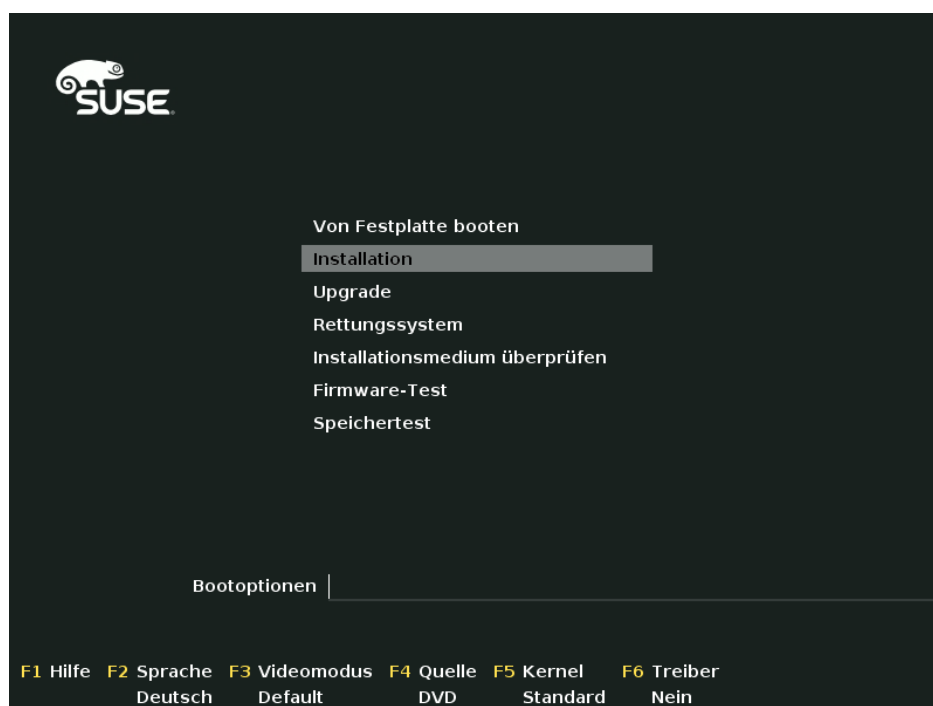 SUSE.
Von Festplatte booten
Installation
Upgrade
Rettungssystem
Installationsmedium überprüfen
Firmware-Test
Speichertest
Bootoptionen
F1 Hilfe F2 Sprache F3 Videomodus F4 Quelle F5 Kernel F6 Treiber
Deutsch Default DVD Standard Nein